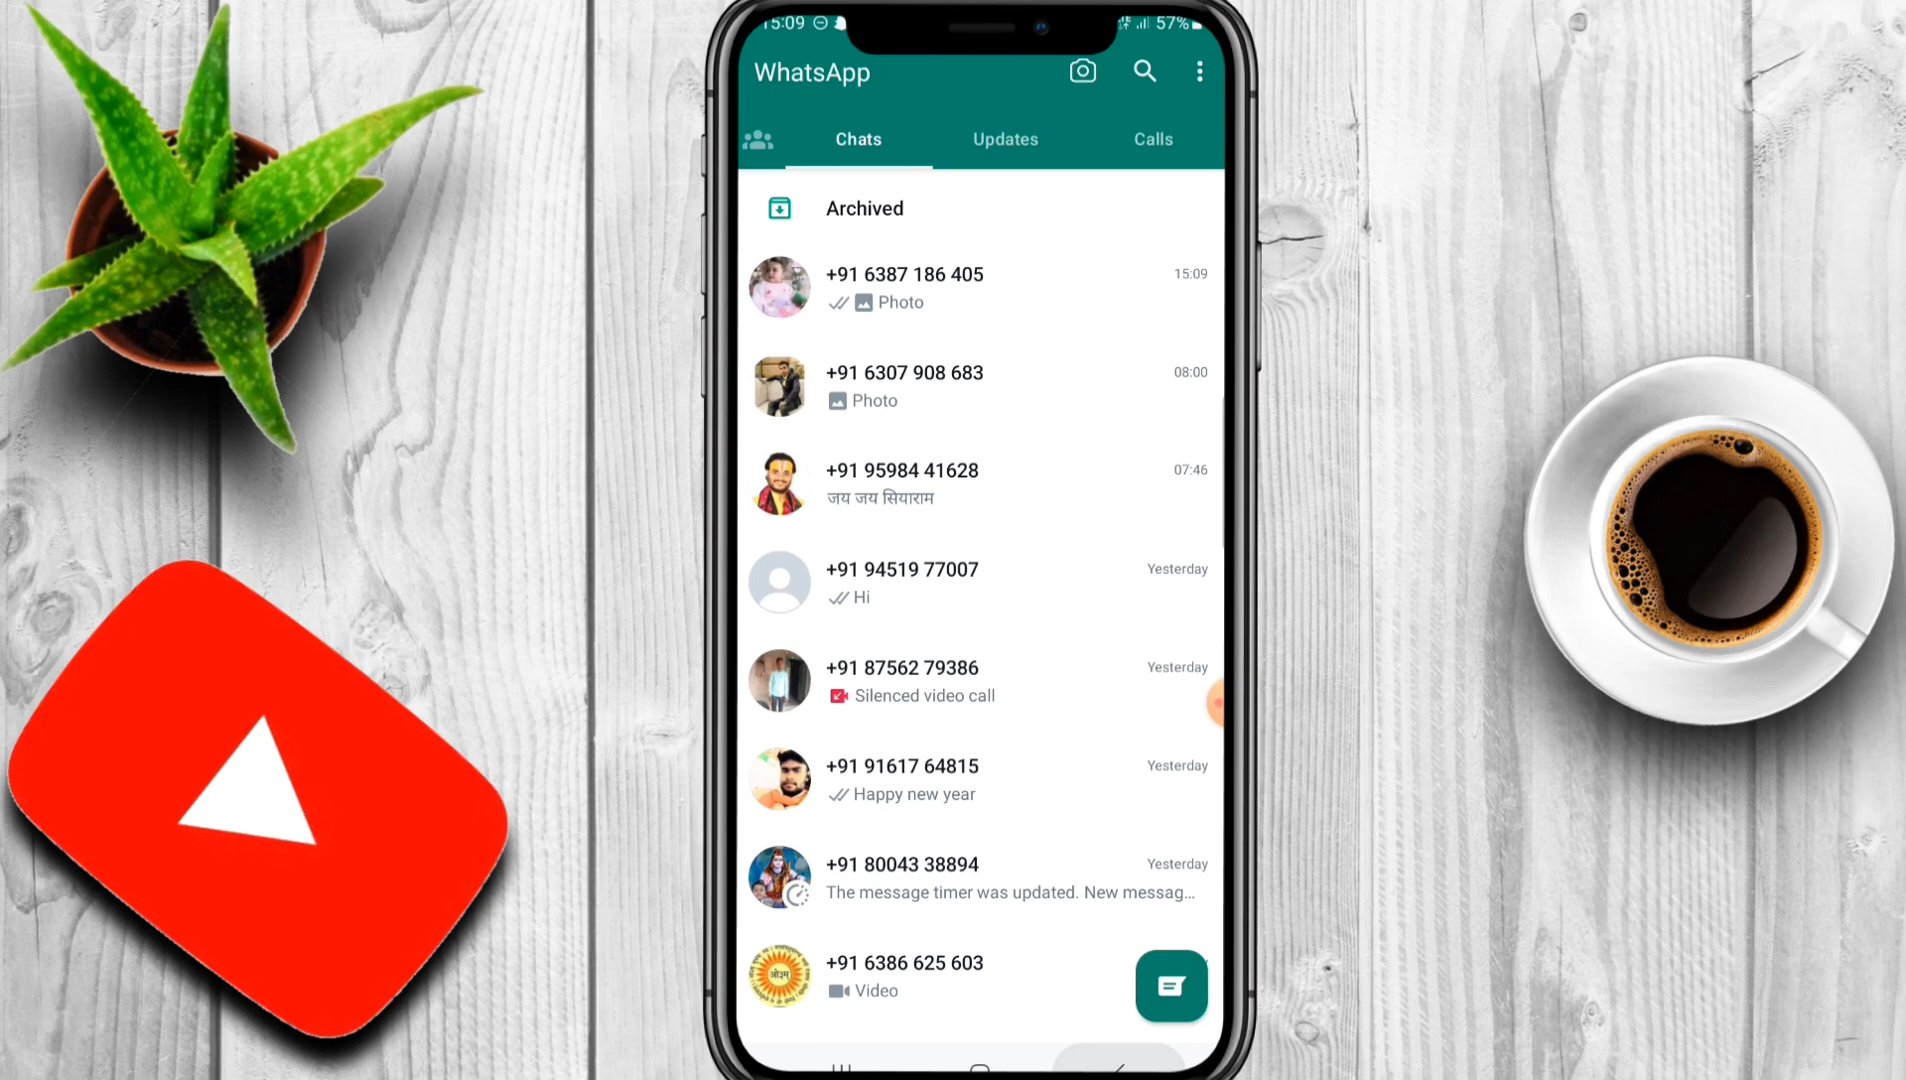 15:09
57%
WhatsApp
Chats
Updates
Calls
Archived
+91 6387 186 405
15:09
Photo
+91 6307 908 683
08:00
Photo
+91 95984 41628
07:46
जय जय सियाराम
+91 94519 77007
Yesterday
Hi
+91 87562 79386
Yesterday
Silenced video call
+91 91617 64815
Yesterday
Happy new year
+91 80043 38894
Yesterday
The message timer was updated. New messag...
+91 6386 625 603
ओ३म्
Video